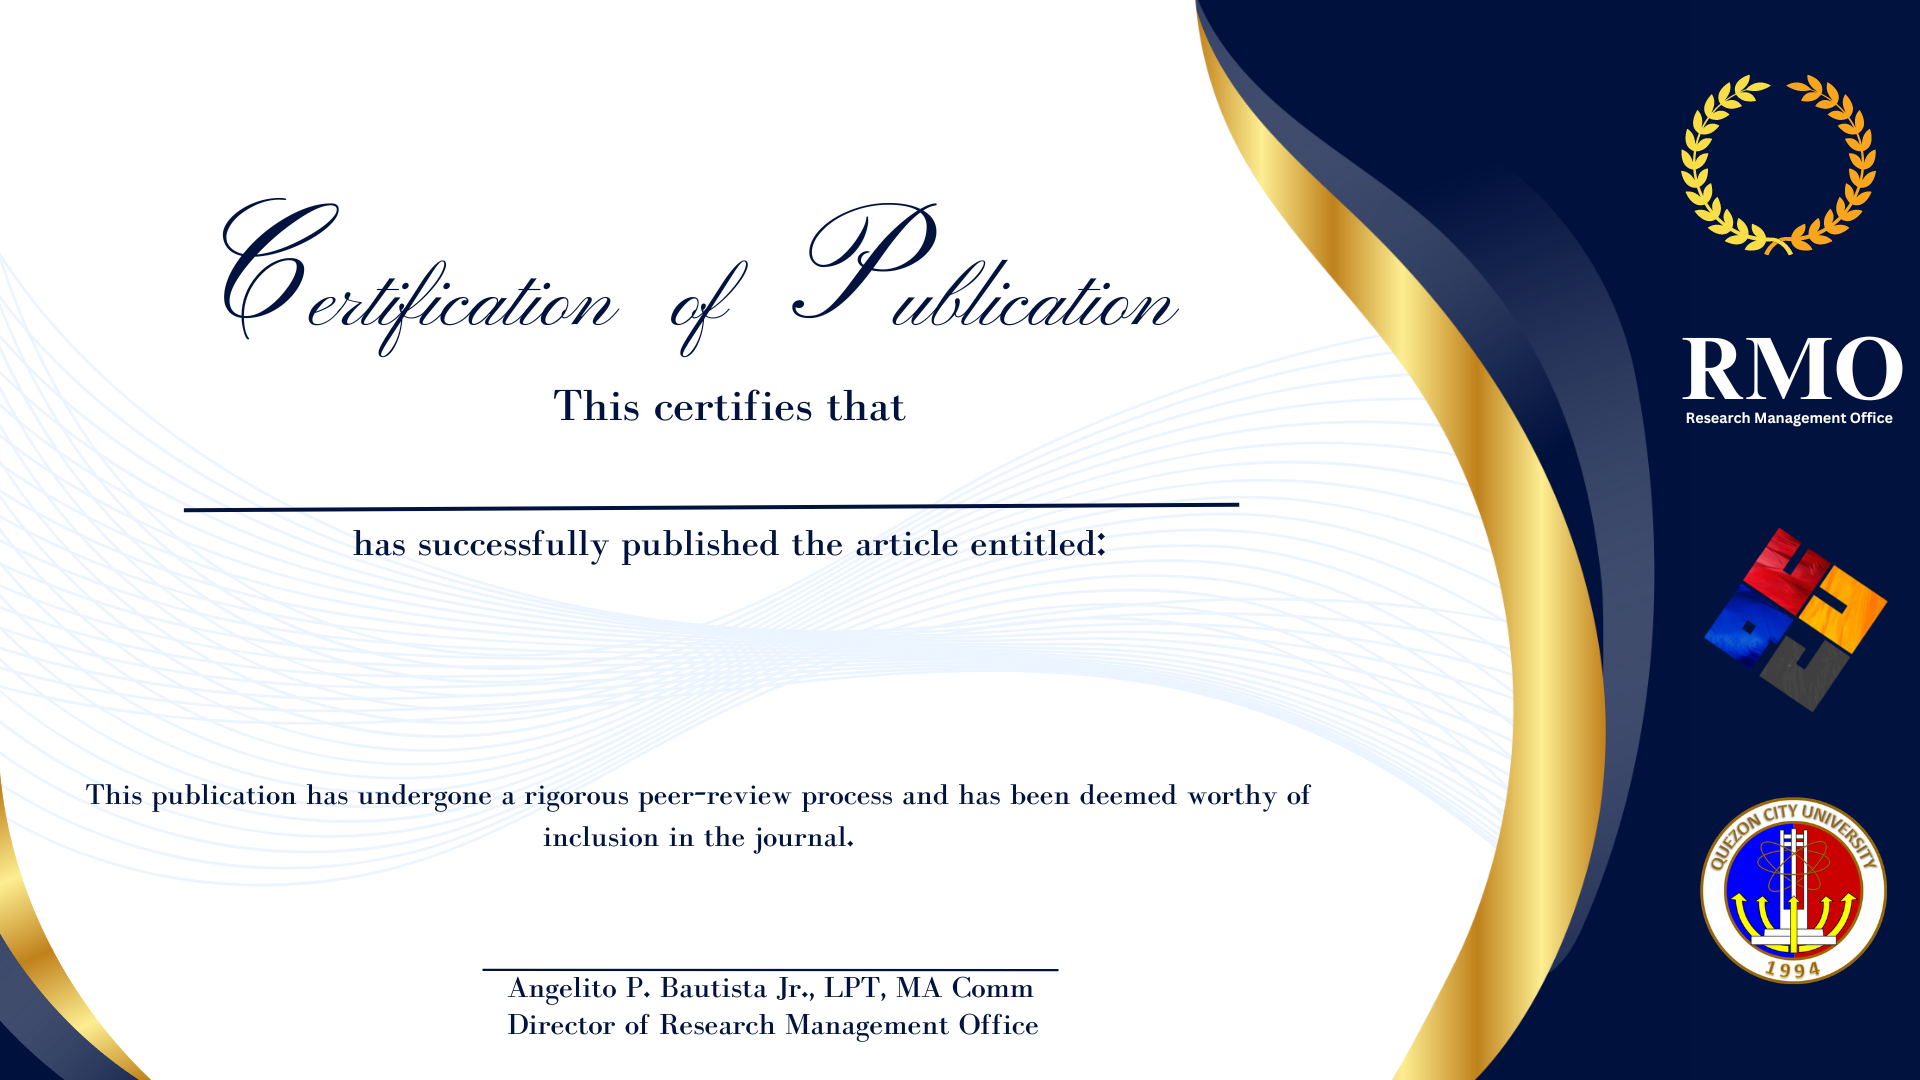 Certification of Publication
This certifies that
has successfully published the article entitled:
This publication has undergone a rigorous peer-review process and has been deemed worthy of
inclusion in the journal.
Angelito P. Bautista Jr., LPT, MA Comm
Director of Research Management Office
RMO
Research Management Office
QUEZON CITY UNIVERSITY
1994